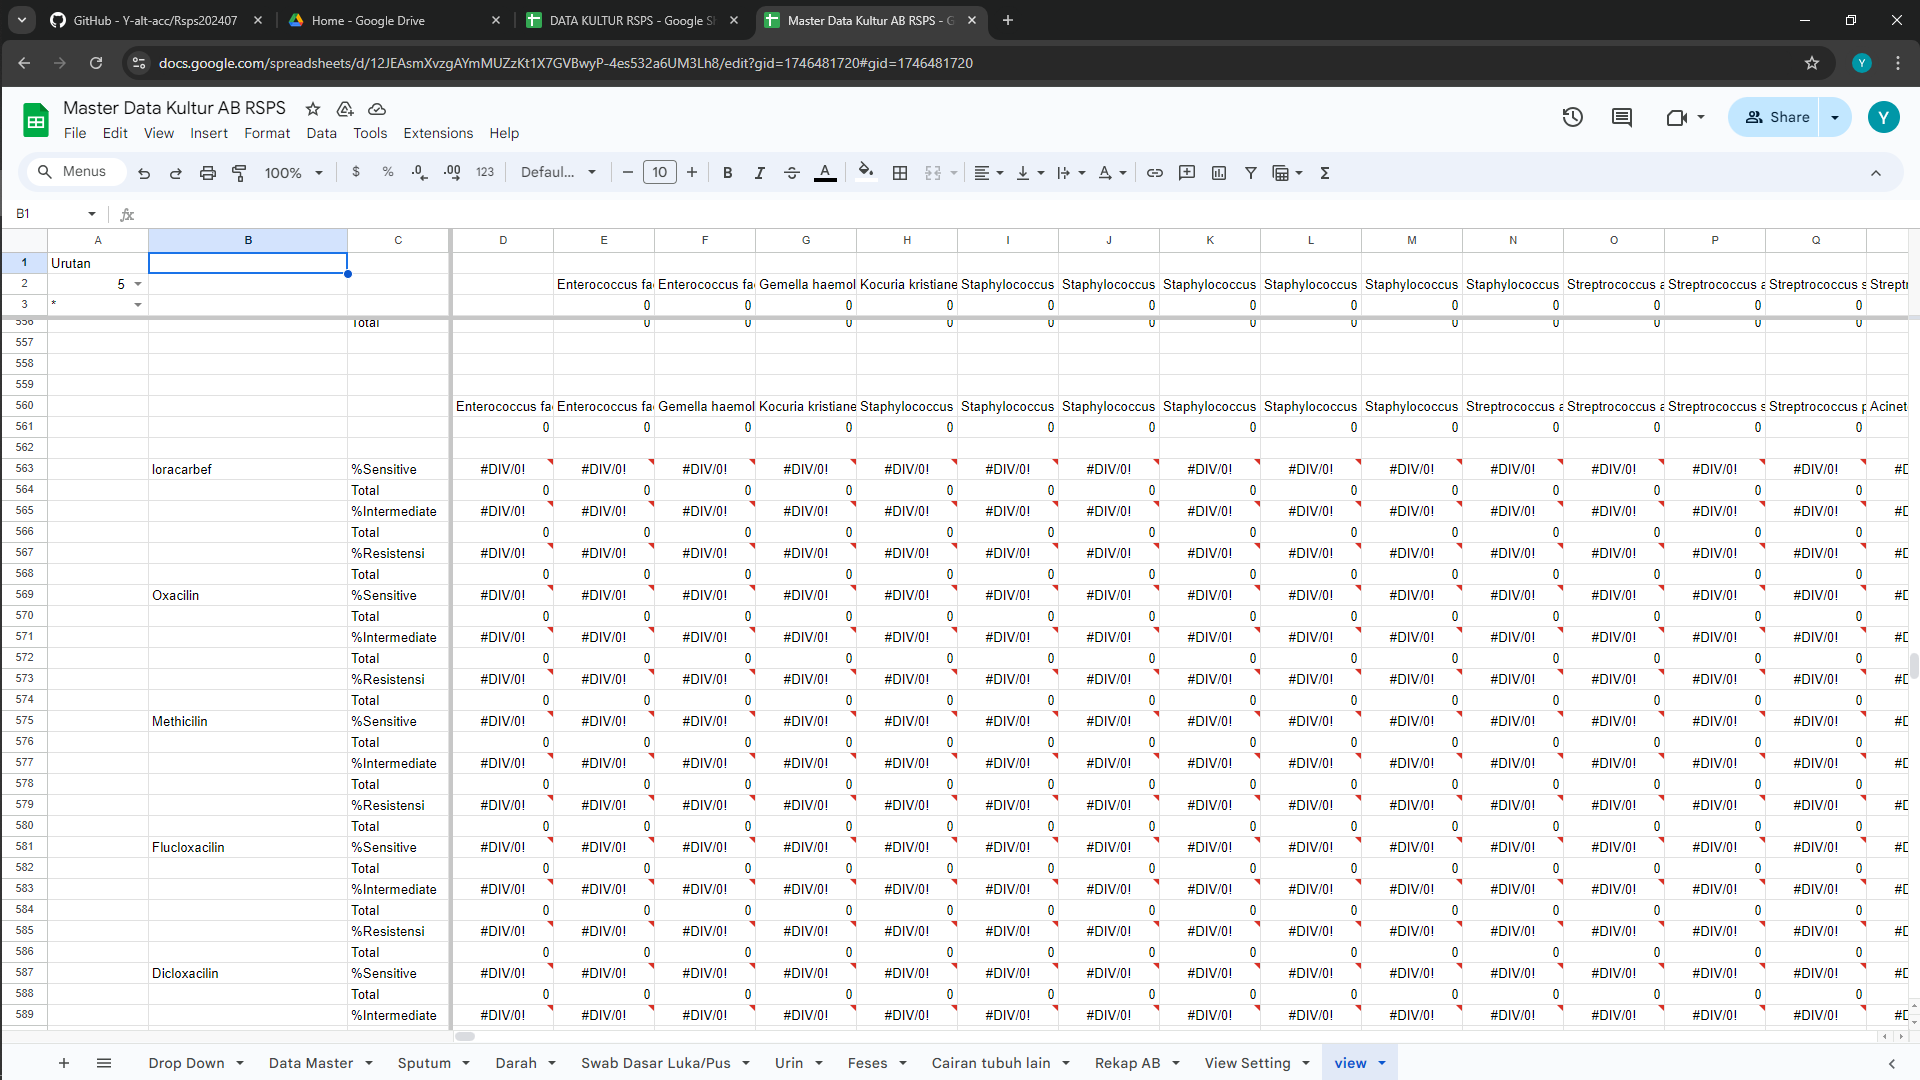 GitHub - Y-alt-acc/Rsps202407 Home - Google Drive DATA KULTUR RSPS - Google Sh Master Data Kultur AB RSPS - G
docs.google.com/spreadsheets/d/12JEAsmXvzgAYmMUZzKt1X7GVBwyP-4es532a6UM3Lh8/edit?gid=1746481720#gid=1746481720 Y
Master Data Kultur AB RSPS Share Y
File Edit View Insert Format Data Tools Extensions Help
Menus 100% $ % .0 .00 123 Defaul... − 10 + B I A Σ
B1 fx
A B C D E F G H I J K L M N O P Q
1 Urutan
2 5 Enterococcus fa Enterococcus fa Gemella haemol Kocuria kristiane Staphylococcus Staphylococcus Staphylococcus Staphylococcus Staphylococcus Staphylococcus Streptrococcus a Streptrococcus a Streptrococcus s Streptr
3 * 0 0 0 0 0 0 0 0 0 0 0 0 0
556 Total 0 0 0 0 0 0 0 0 0 0 0 0 0
557
558
559
560 Enterococcus fa Enterococcus fa Gemella haemol Kocuria kristiane Staphylococcus Staphylococcus Staphylococcus Staphylococcus Staphylococcus Staphylococcus Streptrococcus a Streptrococcus a Streptrococcus s Streptrococcus p Acinet
561 0 0 0 0 0 0 0 0 0 0 0 0 0 0
562
563 loracarbef %Sensitive #DIV/0! #DIV/0! #DIV/0! #DIV/0! #DIV/0! #DIV/0! #DIV/0! #DIV/0! #DIV/0! #DIV/0! #DIV/0! #DIV/0! #DIV/0! #DIV/0! #D
564 Total 0 0 0 0 0 0 0 0 0 0 0 0 0 0
565 %Intermediate #DIV/0! #DIV/0! #DIV/0! #DIV/0! #DIV/0! #DIV/0! #DIV/0! #DIV/0! #DIV/0! #DIV/0! #DIV/0! #DIV/0! #DIV/0! #DIV/0! #D
566 Total 0 0 0 0 0 0 0 0 0 0 0 0 0 0
567 %Resistensi #DIV/0! #DIV/0! #DIV/0! #DIV/0! #DIV/0! #DIV/0! #DIV/0! #DIV/0! #DIV/0! #DIV/0! #DIV/0! #DIV/0! #DIV/0! #DIV/0! #D
568 Total 0 0 0 0 0 0 0 0 0 0 0 0 0 0
569 Oxacilin %Sensitive #DIV/0! #DIV/0! #DIV/0! #DIV/0! #DIV/0! #DIV/0! #DIV/0! #DIV/0! #DIV/0! #DIV/0! #DIV/0! #DIV/0! #DIV/0! #DIV/0! #D
570 Total 0 0 0 0 0 0 0 0 0 0 0 0 0 0
571 %Intermediate #DIV/0! #DIV/0! #DIV/0! #DIV/0! #DIV/0! #DIV/0! #DIV/0! #DIV/0! #DIV/0! #DIV/0! #DIV/0! #DIV/0! #DIV/0! #DIV/0! #D
572 Total 0 0 0 0 0 0 0 0 0 0 0 0 0 0
573 %Resistensi #DIV/0! #DIV/0! #DIV/0! #DIV/0! #DIV/0! #DIV/0! #DIV/0! #DIV/0! #DIV/0! #DIV/0! #DIV/0! #DIV/0! #DIV/0! #DIV/0! #D
574 Total 0 0 0 0 0 0 0 0 0 0 0 0 0 0
575 Methicilin %Sensitive #DIV/0! #DIV/0! #DIV/0! #DIV/0! #DIV/0! #DIV/0! #DIV/0! #DIV/0! #DIV/0! #DIV/0! #DIV/0! #DIV/0! #DIV/0! #DIV/0! #D
576 Total 0 0 0 0 0 0 0 0 0 0 0 0 0 0
577 %Intermediate #DIV/0! #DIV/0! #DIV/0! #DIV/0! #DIV/0! #DIV/0! #DIV/0! #DIV/0! #DIV/0! #DIV/0! #DIV/0! #DIV/0! #DIV/0! #DIV/0! #D
578 Total 0 0 0 0 0 0 0 0 0 0 0 0 0 0
579 %Resistensi #DIV/0! #DIV/0! #DIV/0! #DIV/0! #DIV/0! #DIV/0! #DIV/0! #DIV/0! #DIV/0! #DIV/0! #DIV/0! #DIV/0! #DIV/0! #DIV/0! #D
580 Total 0 0 0 0 0 0 0 0 0 0 0 0 0 0
581 Flucloxacilin %Sensitive #DIV/0! #DIV/0! #DIV/0! #DIV/0! #DIV/0! #DIV/0! #DIV/0! #DIV/0! #DIV/0! #DIV/0! #DIV/0! #DIV/0! #DIV/0! #DIV/0! #D
582 Total 0 0 0 0 0 0 0 0 0 0 0 0 0 0
583 %Intermediate #DIV/0! #DIV/0! #DIV/0! #DIV/0! #DIV/0! #DIV/0! #DIV/0! #DIV/0! #DIV/0! #DIV/0! #DIV/0! #DIV/0! #DIV/0! #DIV/0! #D
584 Total 0 0 0 0 0 0 0 0 0 0 0 0 0 0
585 %Resistensi #DIV/0! #DIV/0! #DIV/0! #DIV/0! #DIV/0! #DIV/0! #DIV/0! #DIV/0! #DIV/0! #DIV/0! #DIV/0! #DIV/0! #DIV/0! #DIV/0! #D
586 Total 0 0 0 0 0 0 0 0 0 0 0 0 0 0
587 Dicloxacilin %Sensitive #DIV/0! #DIV/0! #DIV/0! #DIV/0! #DIV/0! #DIV/0! #DIV/0! #DIV/0! #DIV/0! #DIV/0! #DIV/0! #DIV/0! #DIV/0! #DIV/0! #D
588 Total 0 0 0 0 0 0 0 0 0 0 0 0 0 0
589 %Intermediate #DIV/0! #DIV/0! #DIV/0! #DIV/0! #DIV/0! #DIV/0! #DIV/0! #DIV/0! #DIV/0! #DIV/0! #DIV/0! #DIV/0! #DIV/0! #DIV/0! #D
Drop Down Data Master Sputum Darah Swab Dasar Luka/Pus Urin Feses Cairan tubuh lain Rekap AB View Setting view